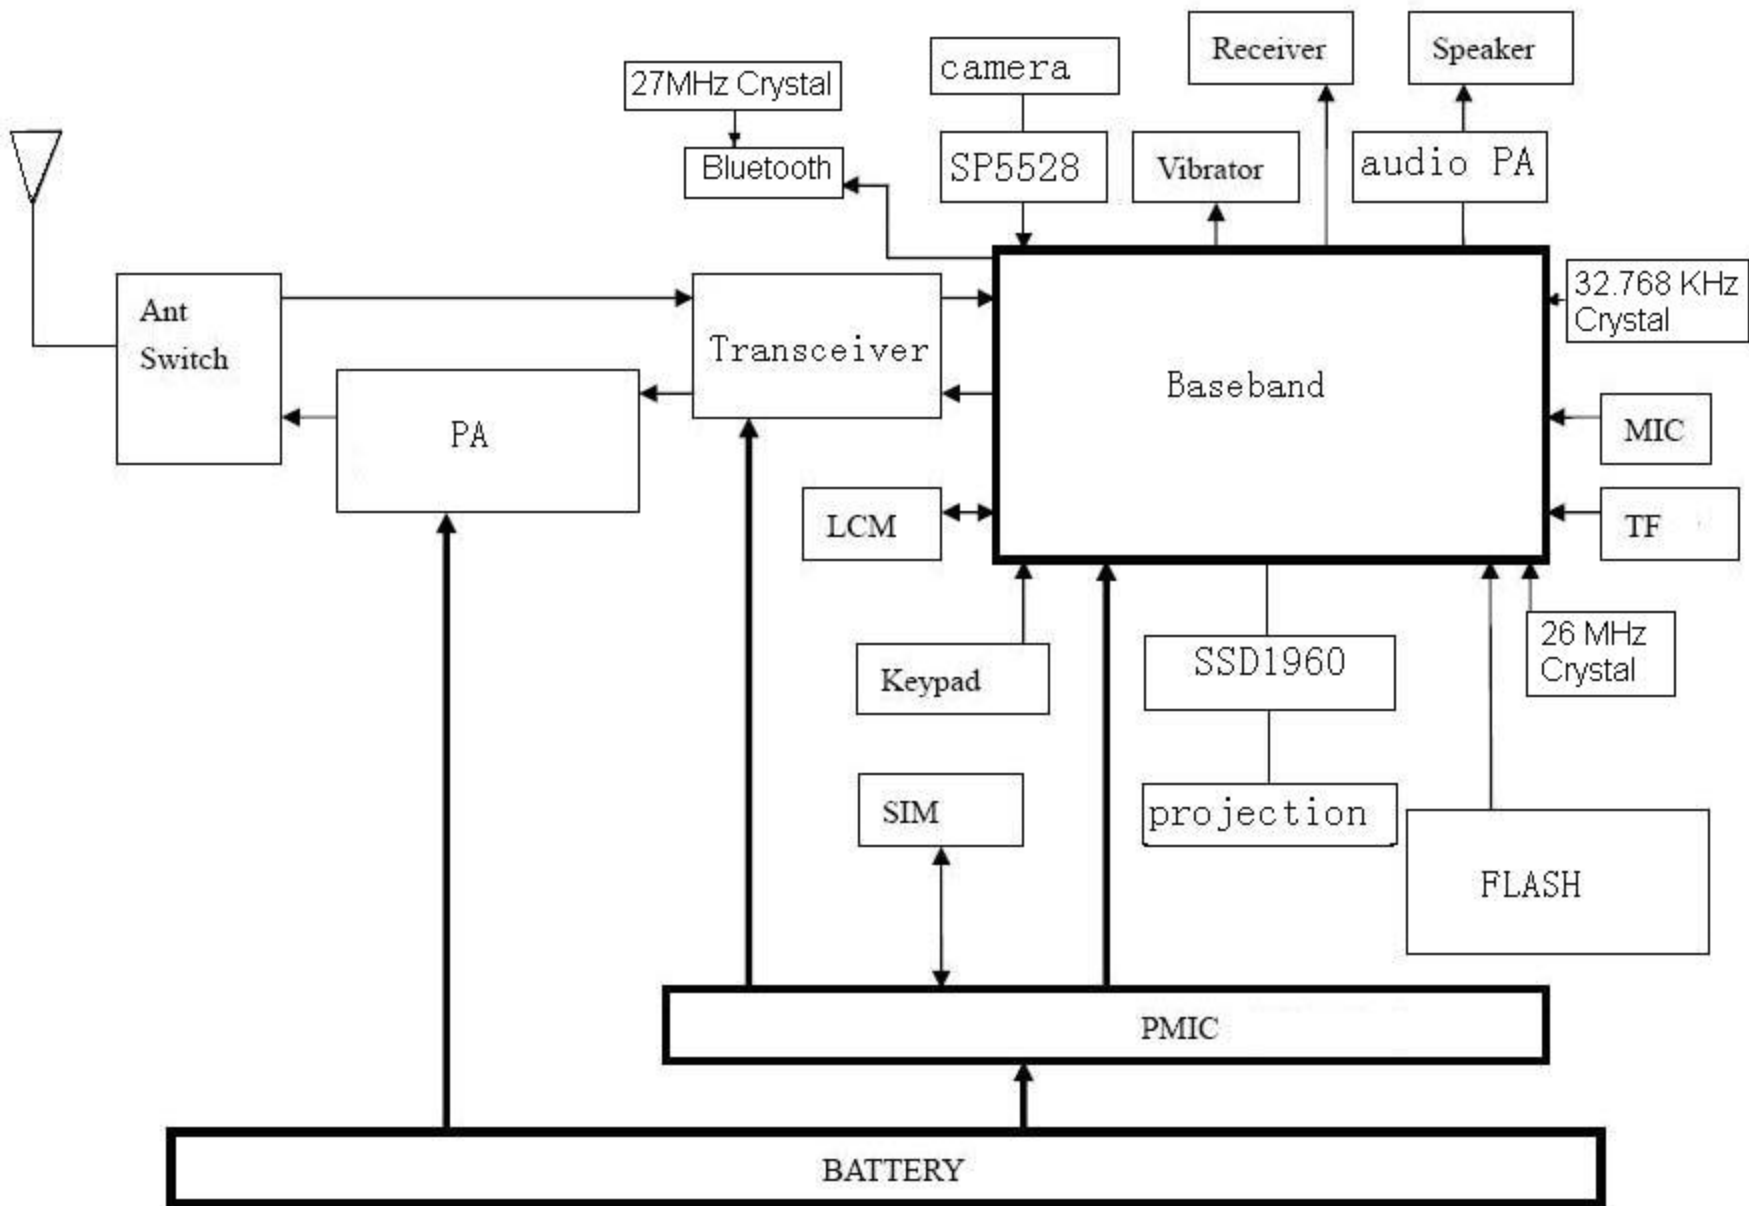 Receiver
Speaker
camera
27MHz Crystal
Bluetooth
SP5528
Vibrator
audio PA
32.768 KHz
Crystal
Ant
Switch
Transceiver
Baseband
PA
MIC
LCM
TF
Keypad
SSD1960
26 MHz
Crystal
SIM
projection
FLASH
PMIC
BATTERY